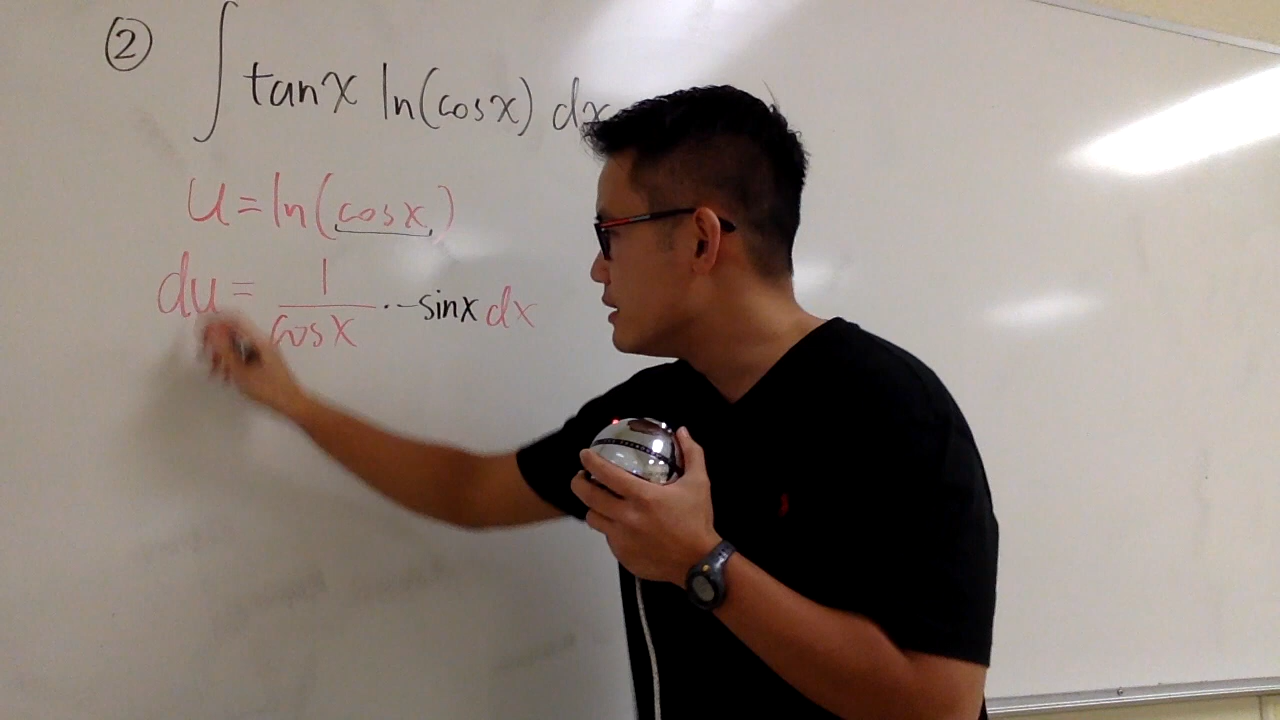 ② ∫ tanx ln(cosx) dx
u = ln(cosx)
du = 1/cosx · -sinx dx